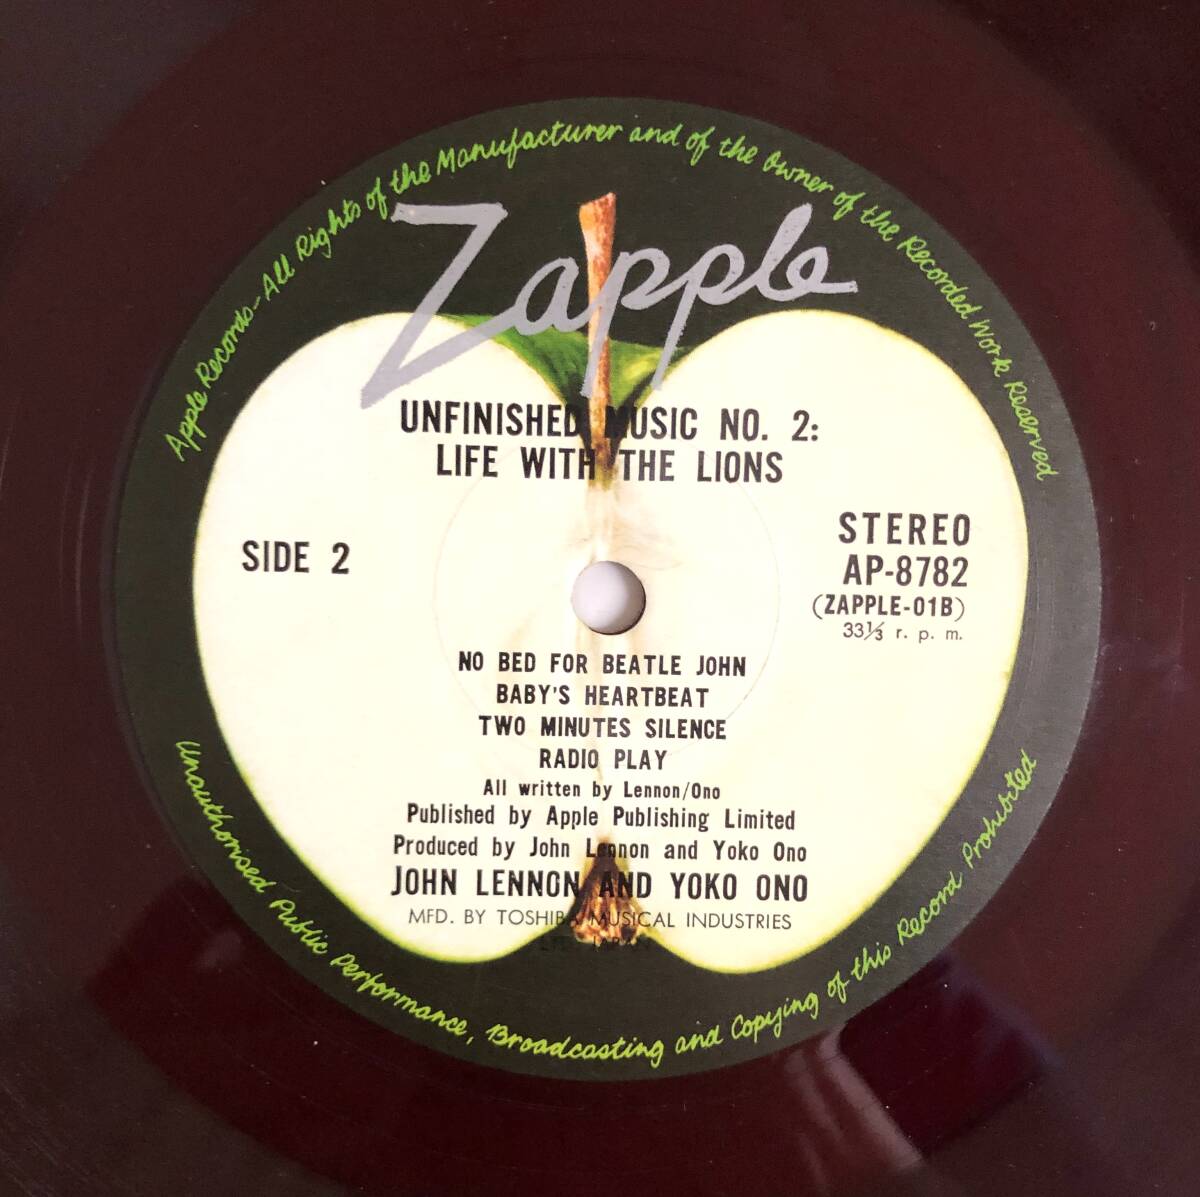 Apple Records—All Rights of the Manufacturer and of the Owner of the Recorded Work Reserved
Zapple
UNFINISHED MUSIC NO. 2:
LIFE WITH THE LIONS
SIDE 2
STEREO
AP-8782
(ZAPPLE-01B)
33⅓ r. p. m.
NO BED FOR BEATLE JOHN
BABY'S HEARTBEAT
TWO MINUTES SILENCE
RADIO PLAY
All written by Lennon/Ono
Published by Apple Publishing Limited
Produced by John Lennon and Yoko Ono
JOHN LENNON AND YOKO ONO
MFD. BY TOSHIBA MUSICAL INDUSTRIES
LTD. JAPAN
Unauthorised Public Performance, Broadcasting and Copying of this Record Prohibited